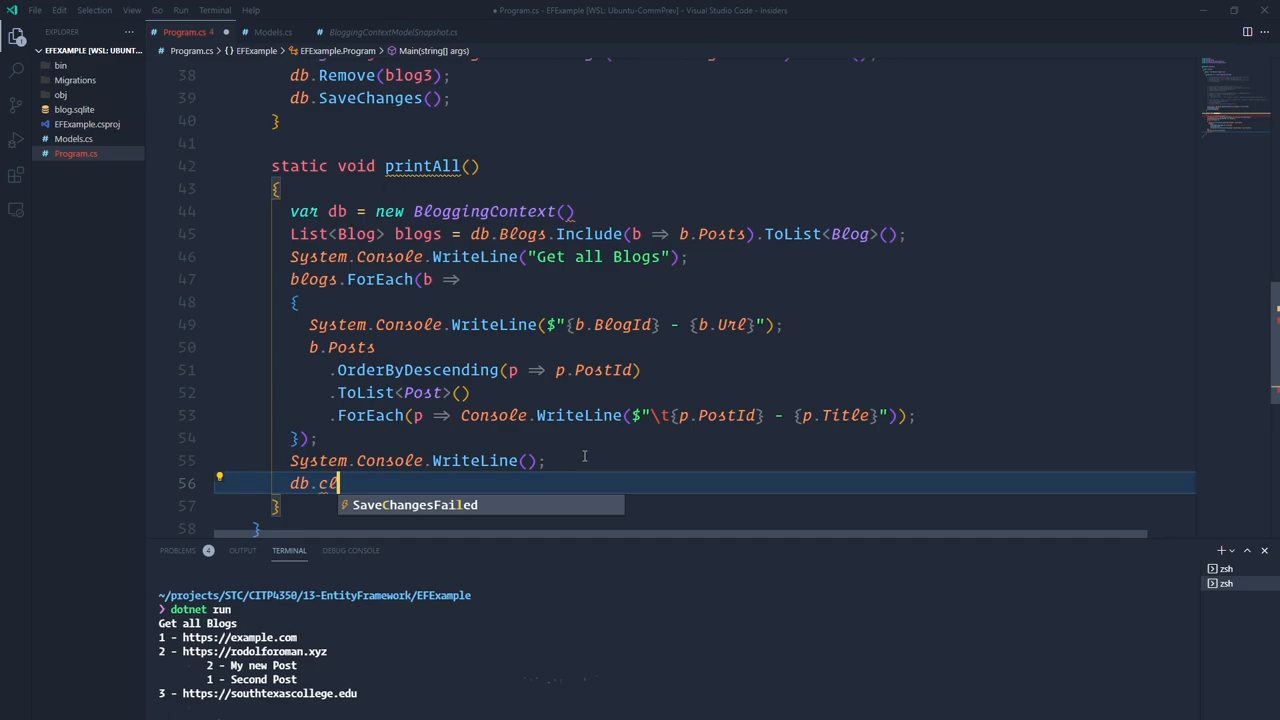 File Edit Selection View Go Run Terminal Help
● Program.cs - EFExample [WSL: Ubuntu-CommPrev] - Visual Studio Code - Insiders
EXPLORER
Program.cs 4
Models.cs
BloggingContextModelSnapshot.cs
EFEXAMPLE [WSL: UBUNT...
Program.cs > {} EFExample > EFExample.Program > Main(string[] args)
bin
Migrations
obj
blog.sqlite
EFExample.csproj
Models.cs
Program.cs
1
38 db.Remove(blog3);
39 db.SaveChanges();
40 }
41
42 static void printAll()
43 {
44 var db = new BloggingContext()
45 List<Blog> blogs = db.Blogs.Include(b => b.Posts).ToList<Blog>();
46 System.Console.WriteLine("Get all Blogs");
47 blogs.ForEach(b =>
48 {
49 System.Console.WriteLine($"{b.BlogId} - {b.Url}");
50 b.Posts
51 .OrderByDescending(p => p.PostId)
52 .ToList<Post>()
53 .ForEach(p => Console.WriteLine($"\t{p.PostId} - {p.Title}"));
54 });
55 System.Console.WriteLine();
56 db.cl
SaveChangesFailed
57 }
58 }
PROBLEMS 4 OUTPUT TERMINAL DEBUG CONSOLE
zsh
zsh
~/projects/STC/CITP4350/13-EntityFramework/EFExample
❯ dotnet run
Get all Blogs
1 - https://example.com
2 - https://rodolforoman.xyz
2 - My new Post
1 - Second Post
3 - https://southtexascollege.edu